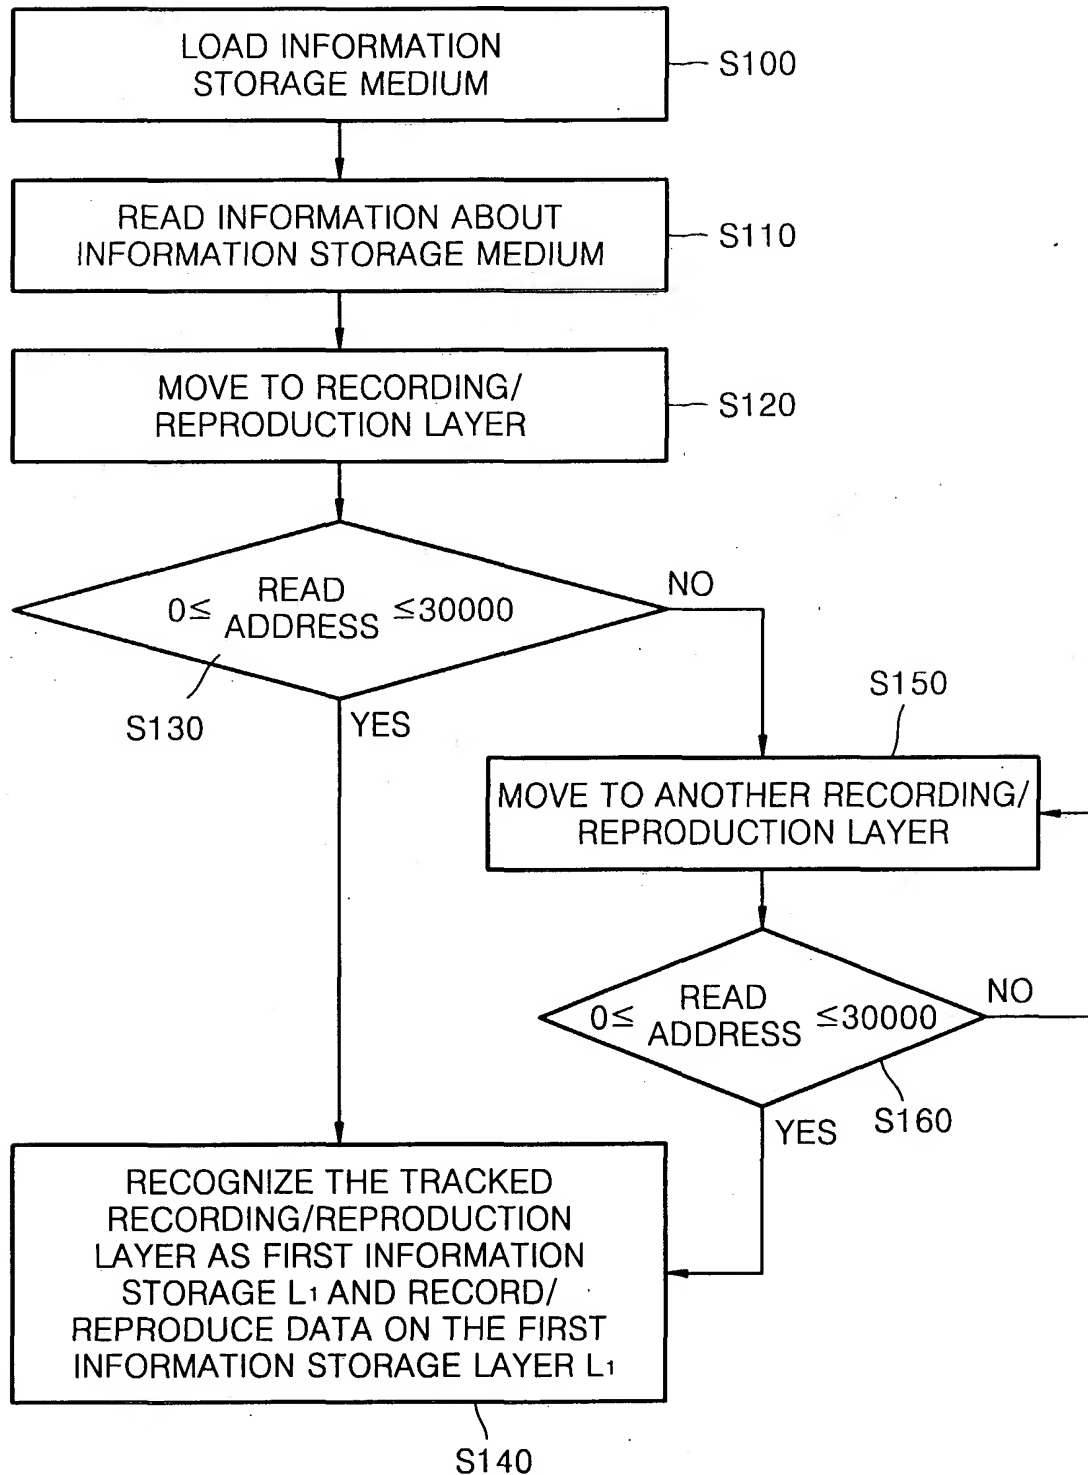 LOAD INFORMATION
STORAGE MEDIUM
S100
READ INFORMATION ABOUT
INFORMATION STORAGE MEDIUM
S110
MOVE TO RECORDING/
REPRODUCTION LAYER
S120
0≤ READ ADDRESS ≤30000
NO
S130
YES
S150
MOVE TO ANOTHER RECORDING/
REPRODUCTION LAYER
0≤ READ ADDRESS ≤30000
NO
S160
YES
RECOGNIZE THE TRACKED
RECORDING/REPRODUCTION
LAYER AS FIRST INFORMATION
STORAGE L1 AND RECORD/
REPRODUCE DATA ON THE FIRST
INFORMATION STORAGE LAYER L1
S140